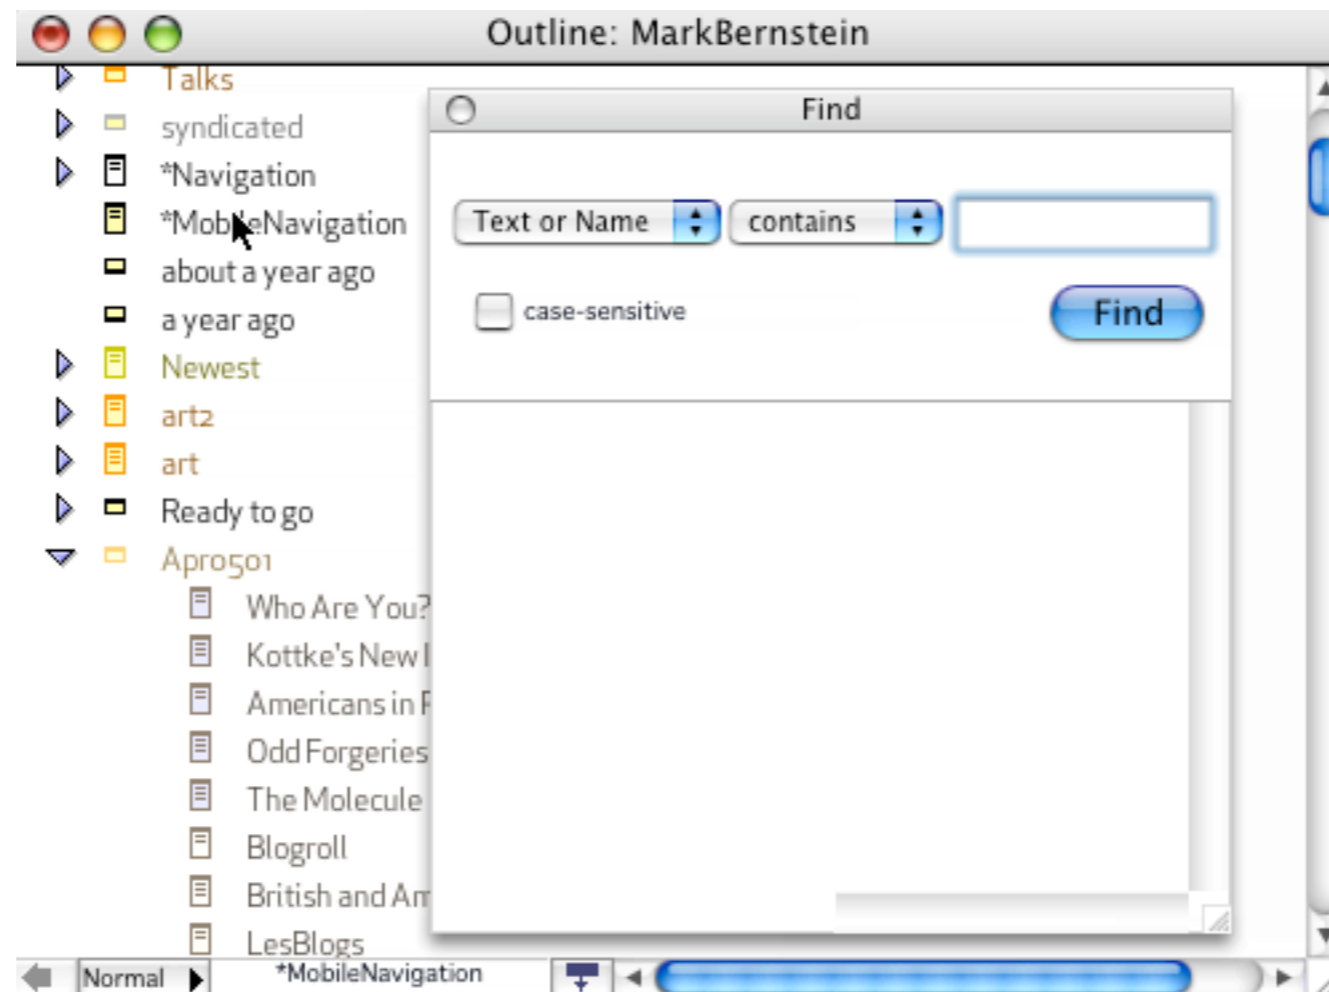 Outline: MarkBernstein
Talks
syndicated
*Navigation
*MobileNavigation
about a year ago
a year ago
Newest
art2
art
Ready to go
Apr0501
Who Are You?
Kottke's New
Americans in
Odd Forgeries
The Molecule
Blogroll
British and
LesBlogs
Find
Text or Name contains
case-sensitive Find
Normal *MobileNavigation